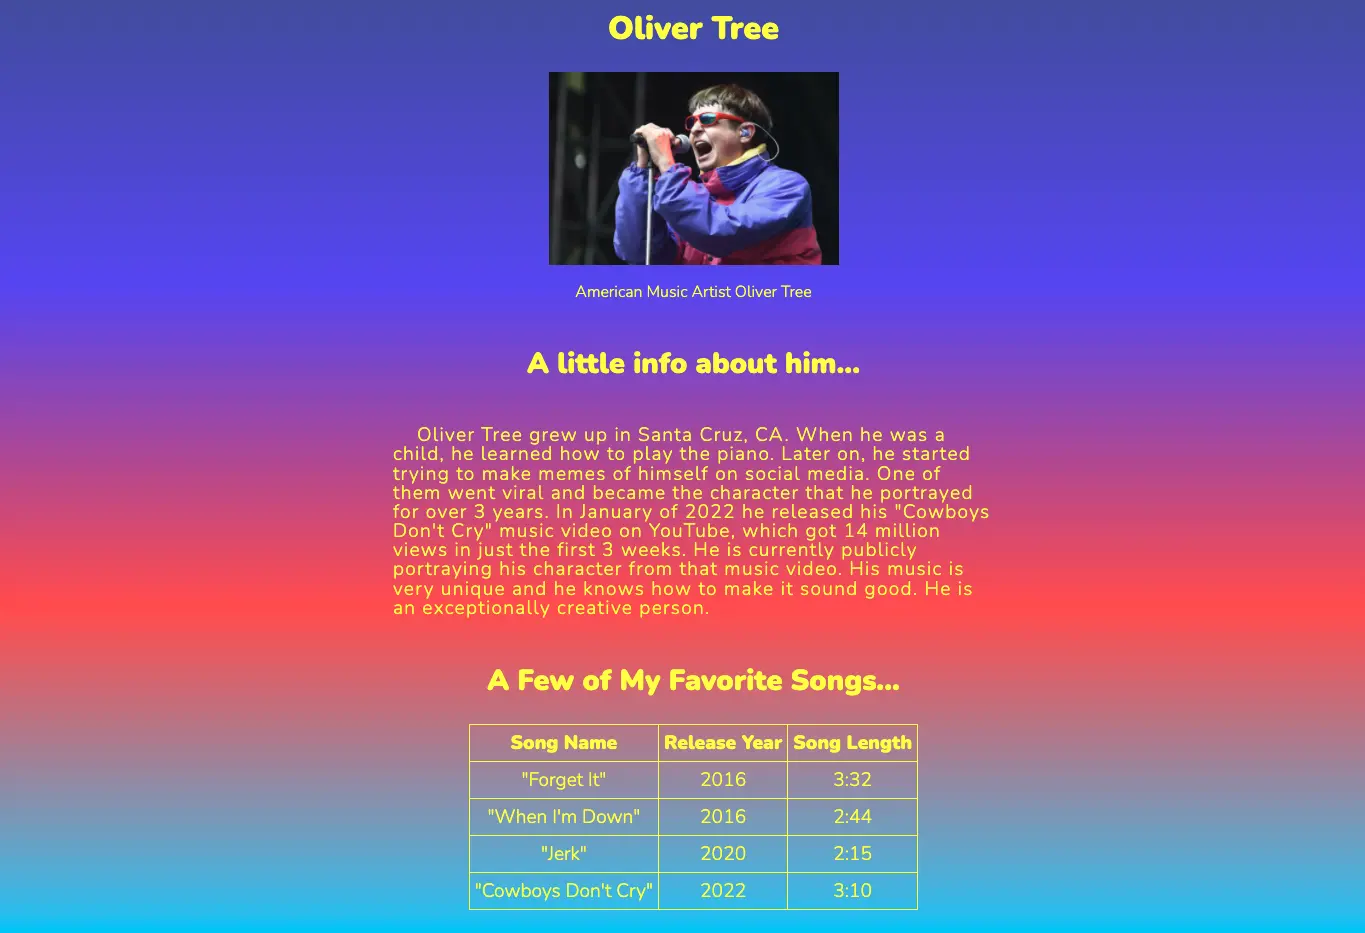 Oliver Tree
American Music Artist Oliver Tree
A little info about him...
Oliver Tree grew up in Santa Cruz, CA. When he was a
child, he learned how to play the piano. Later on, he started
trying to make memes of himself on social media. One of
them went viral and became the character that he portrayed
for over 3 years. In January of 2022 he released his "Cowboys
Don't Cry" music video on YouTube, which got 14 million
views in just the first 3 weeks. He is currently publicly
portraying his character from that music video. His music is
very unique and he knows how to make it sound good. He is
an exceptionally creative person.
A Few of My Favorite Songs...
Song Name Release Year Song Length
"Forget It" 2016 3:32
"When I'm Down" 2016 2:44
"Jerk" 2020 2:15
"Cowboys Don't Cry" 2022 3:10